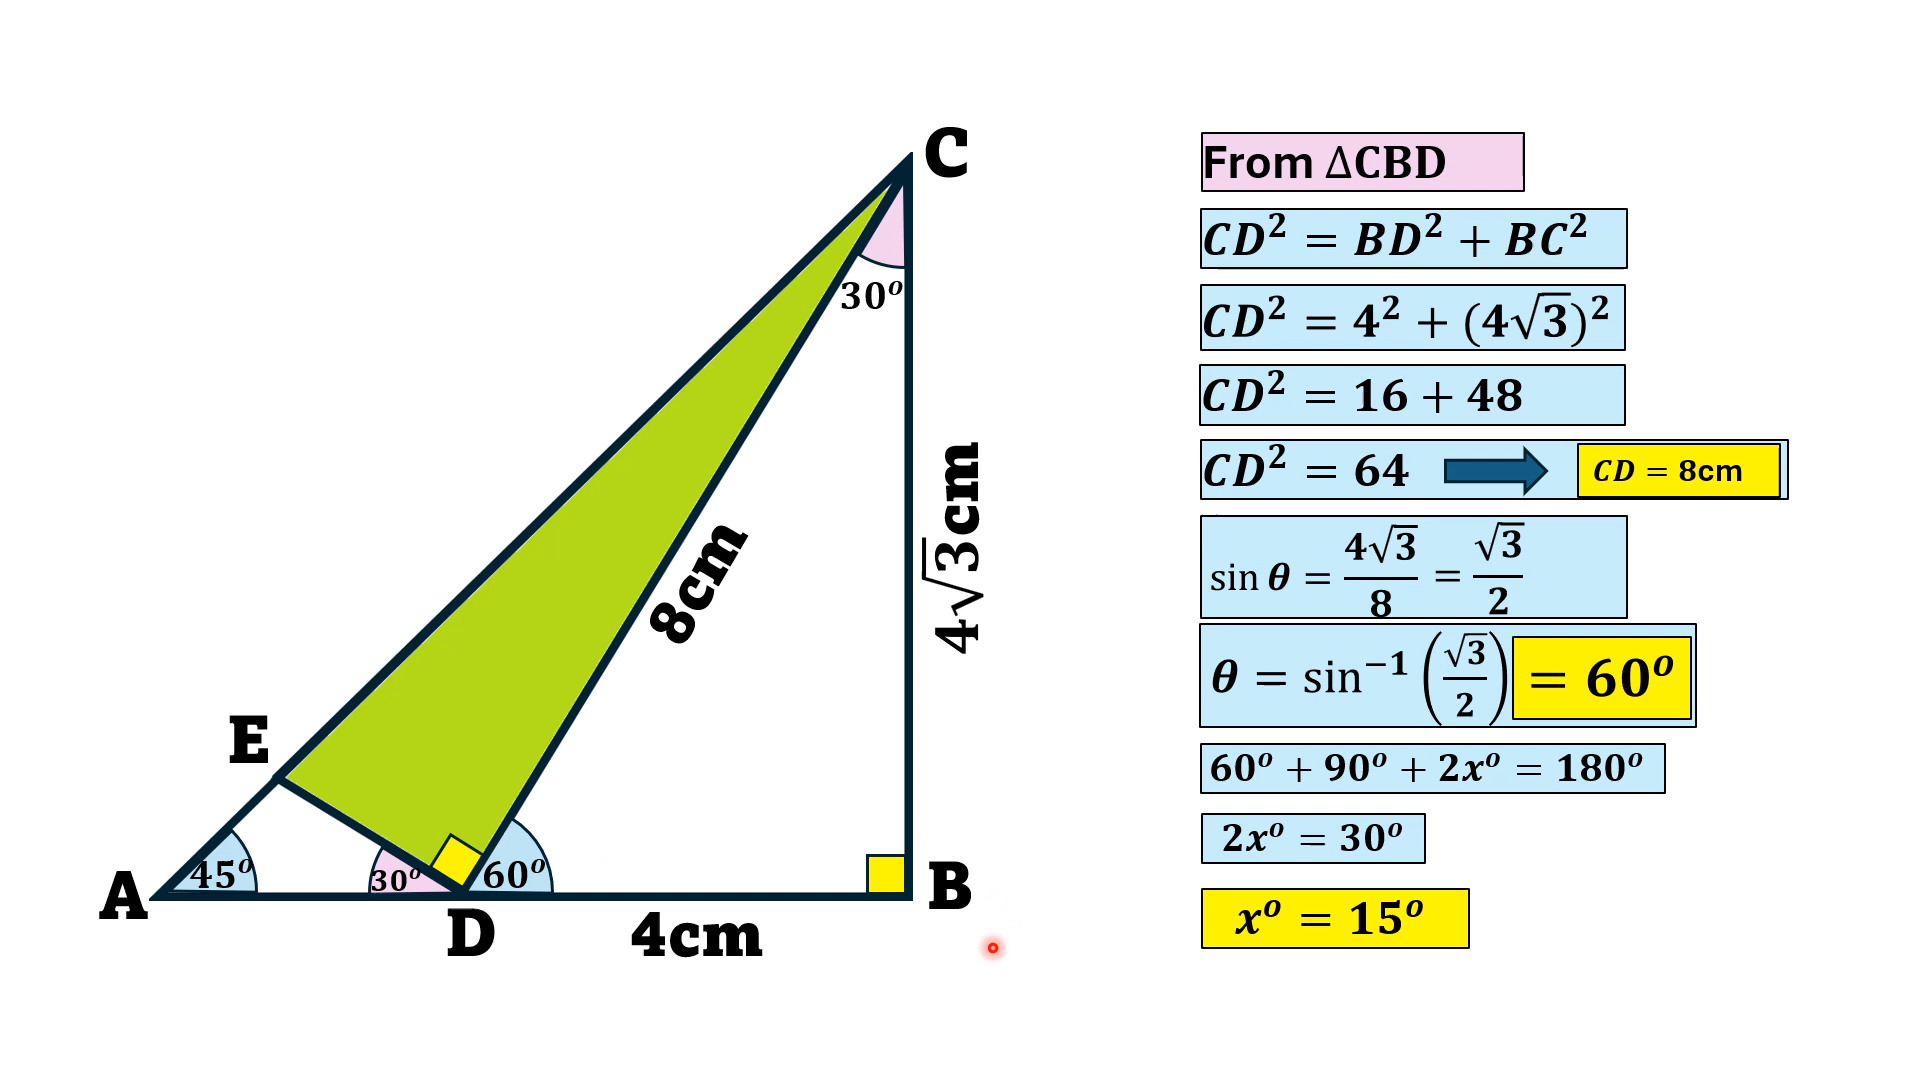 C
30°
8cm
4√3cm
E
A
45°
30°
60°
B
D
4cm
From ΔCBD
CD² = BD² + BC²
CD² = 4² + (4√3)²
CD² = 16 + 48
CD² = 64
CD = 8cm
sin θ = 4√3/8 = √3/2
θ = sin⁻¹ (√3/2) = 60°
60° + 90° + 2x° = 180°
2x° = 30°
x° = 15°